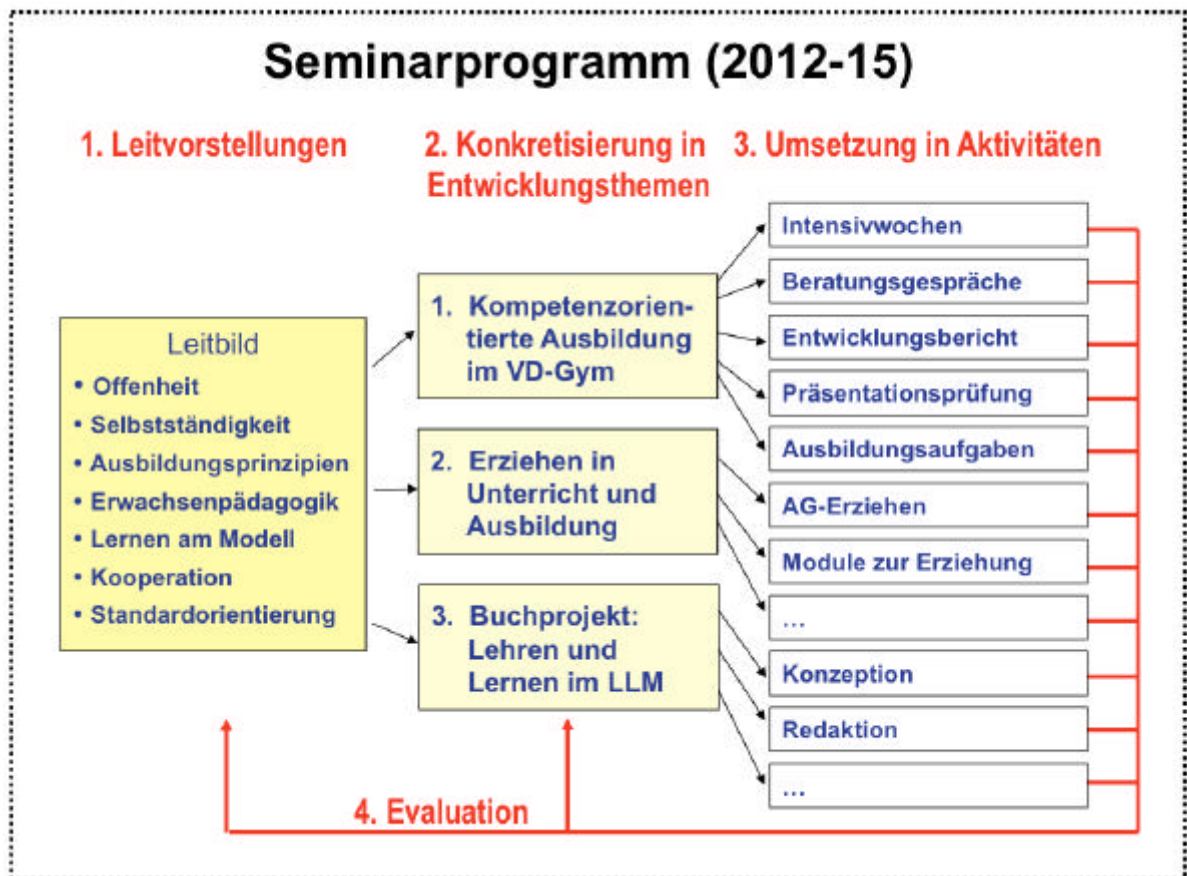 Seminarprogramm (2012-15)
1. Leitvorstellungen
2. Konkretisierung in
Entwicklungsthemen
3. Umsetzung in Aktivitäten
Leitbild
• Offenheit
• Selbstständigkeit
• Ausbildungsprinzipien
• Erwachsenpädagogik
• Lernen am Modell
• Kooperation
• Standardorientierung
1. Kompetenzorien-
tierte Ausbildung
im VD-Gym
2. Erziehen in
Unterricht und
Ausbildung
3. Buchprojekt:
Lehren und
Lernen im LLM
Intensivwochen
Beratungsgespräche
Entwicklungsbericht
Präsentationsprüfung
Ausbildungsaufgaben
AG-Erziehen
Module zur Erziehung
...
Konzeption
Redaktion
...
4. Evaluation